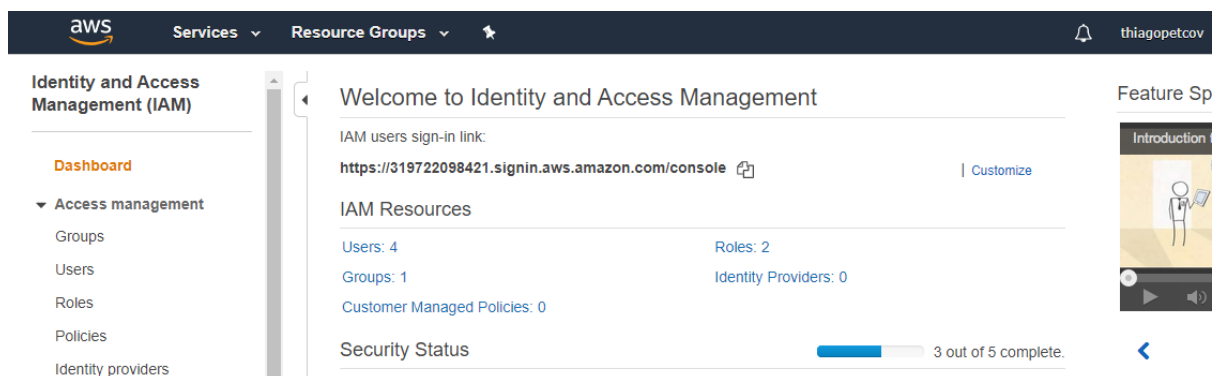 aws Services Resource Groups thiagopetcov
Identity and Access
Management (IAM)
Dashboard
Access management
Groups
Users
Roles
Policies
Identity providers
Welcome to Identity and Access Management
IAM users sign-in link:
https://319722098421.signin.aws.amazon.com/console | Customize
IAM Resources
Users: 4 Roles: 2
Groups: 1 Identity Providers: 0
Customer Managed Policies: 0
Security Status 3 out of 5 complete.
Feature Sp
Introduction